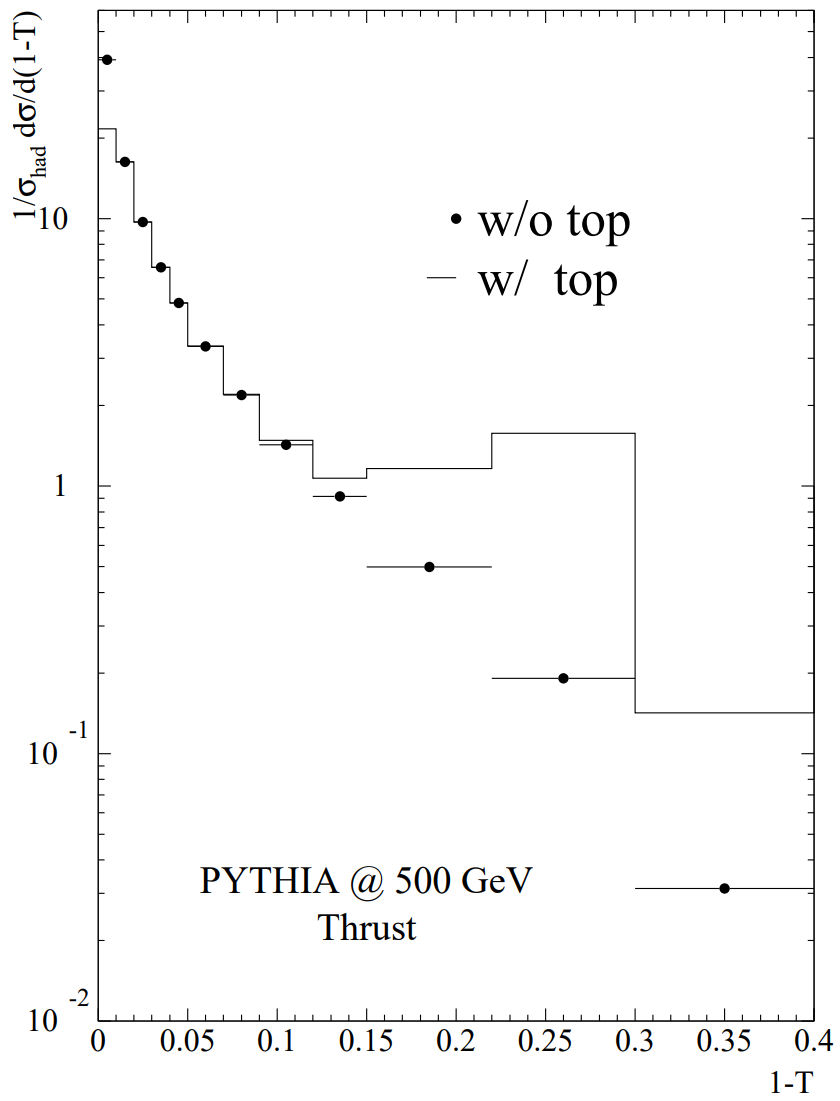 1/σhad dσ/d(1-T)
10
1
10 -1
10 -2
w/o top
w/ top
PYTHIA @ 500 GeV
Thrust
0 0.05 0.1 0.15 0.2 0.25 0.3 0.35 0.4
1-T